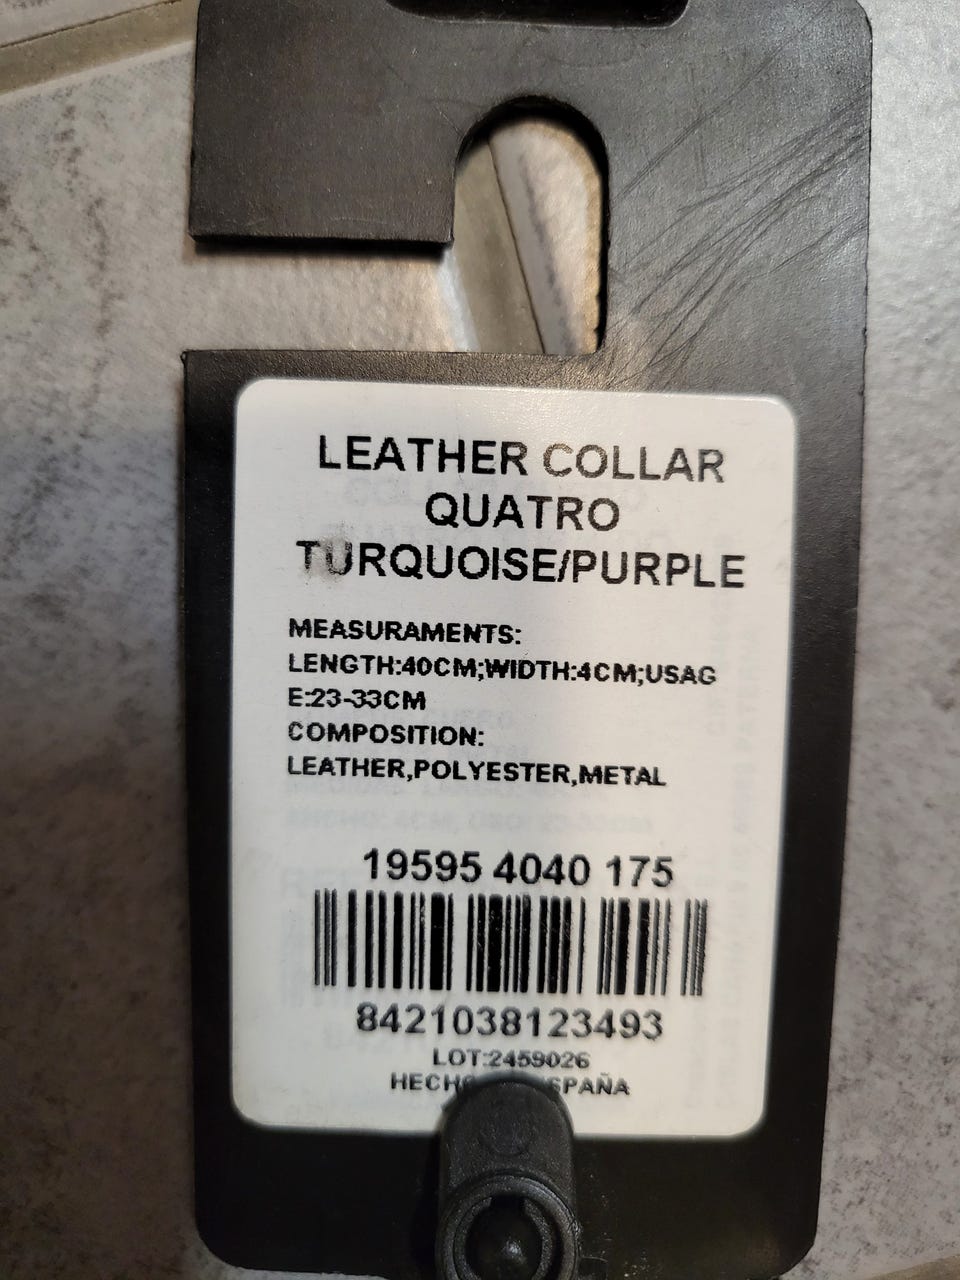 LEATHER COLLAR
QUATRO
TURQUOISE/PURPLE
MEASURAMENTS:
LENGTH:40CM;WIDTH:4CM;USAG
E:23-33CM
COMPOSITION:
LEATHER,POLYESTER,METAL
19595 4040 175
8421038123493
LOT:2459026